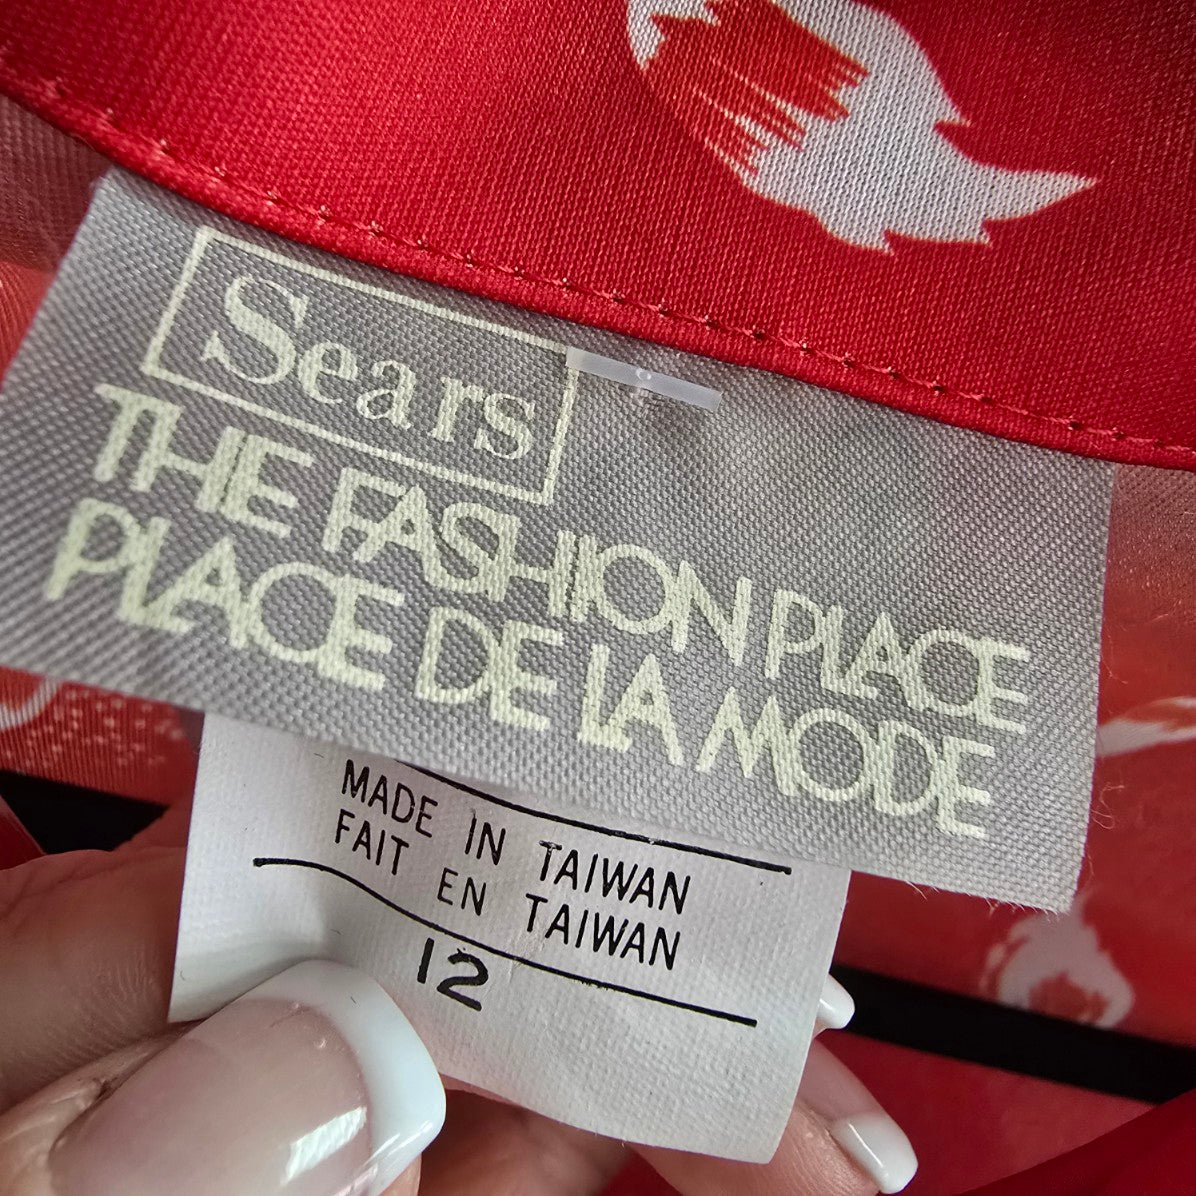 Sears
THE FASHION PLACE
PLACE DE LA MODE
MADE IN TAIWAN
FAIT EN TAIWAN
12